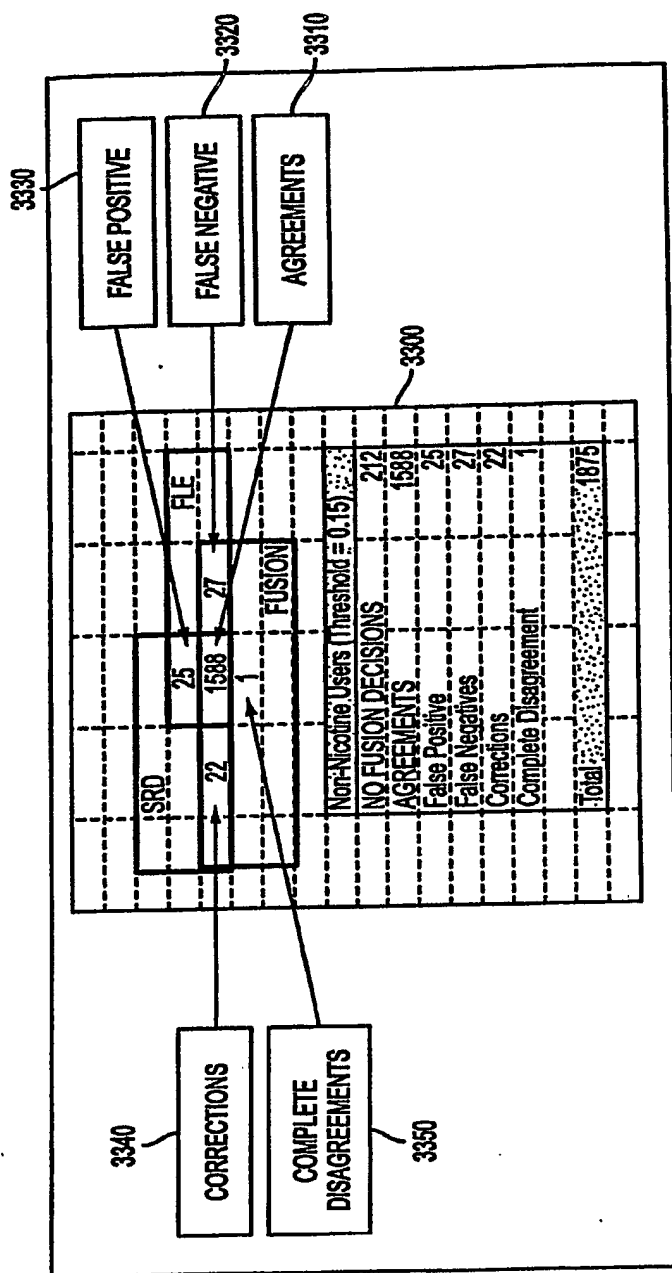 3330
FALSE POSITIVE
3320
FALSE NEGATIVE
3310
AGREEMENTS
3300
SRD
25
FLE
22
1588
27
1
FUSION
Non-Nicotine Users (Threshold = 0.15)
NO FUSION DECISIONS 212
AGREEMENTS 1588
False Positive 25
False Negatives 27
Corrections 22
Complete Disagreement 1
Total 1875
3340
CORRECTIONS
COMPLETE
DISAGREEMENTS
3350